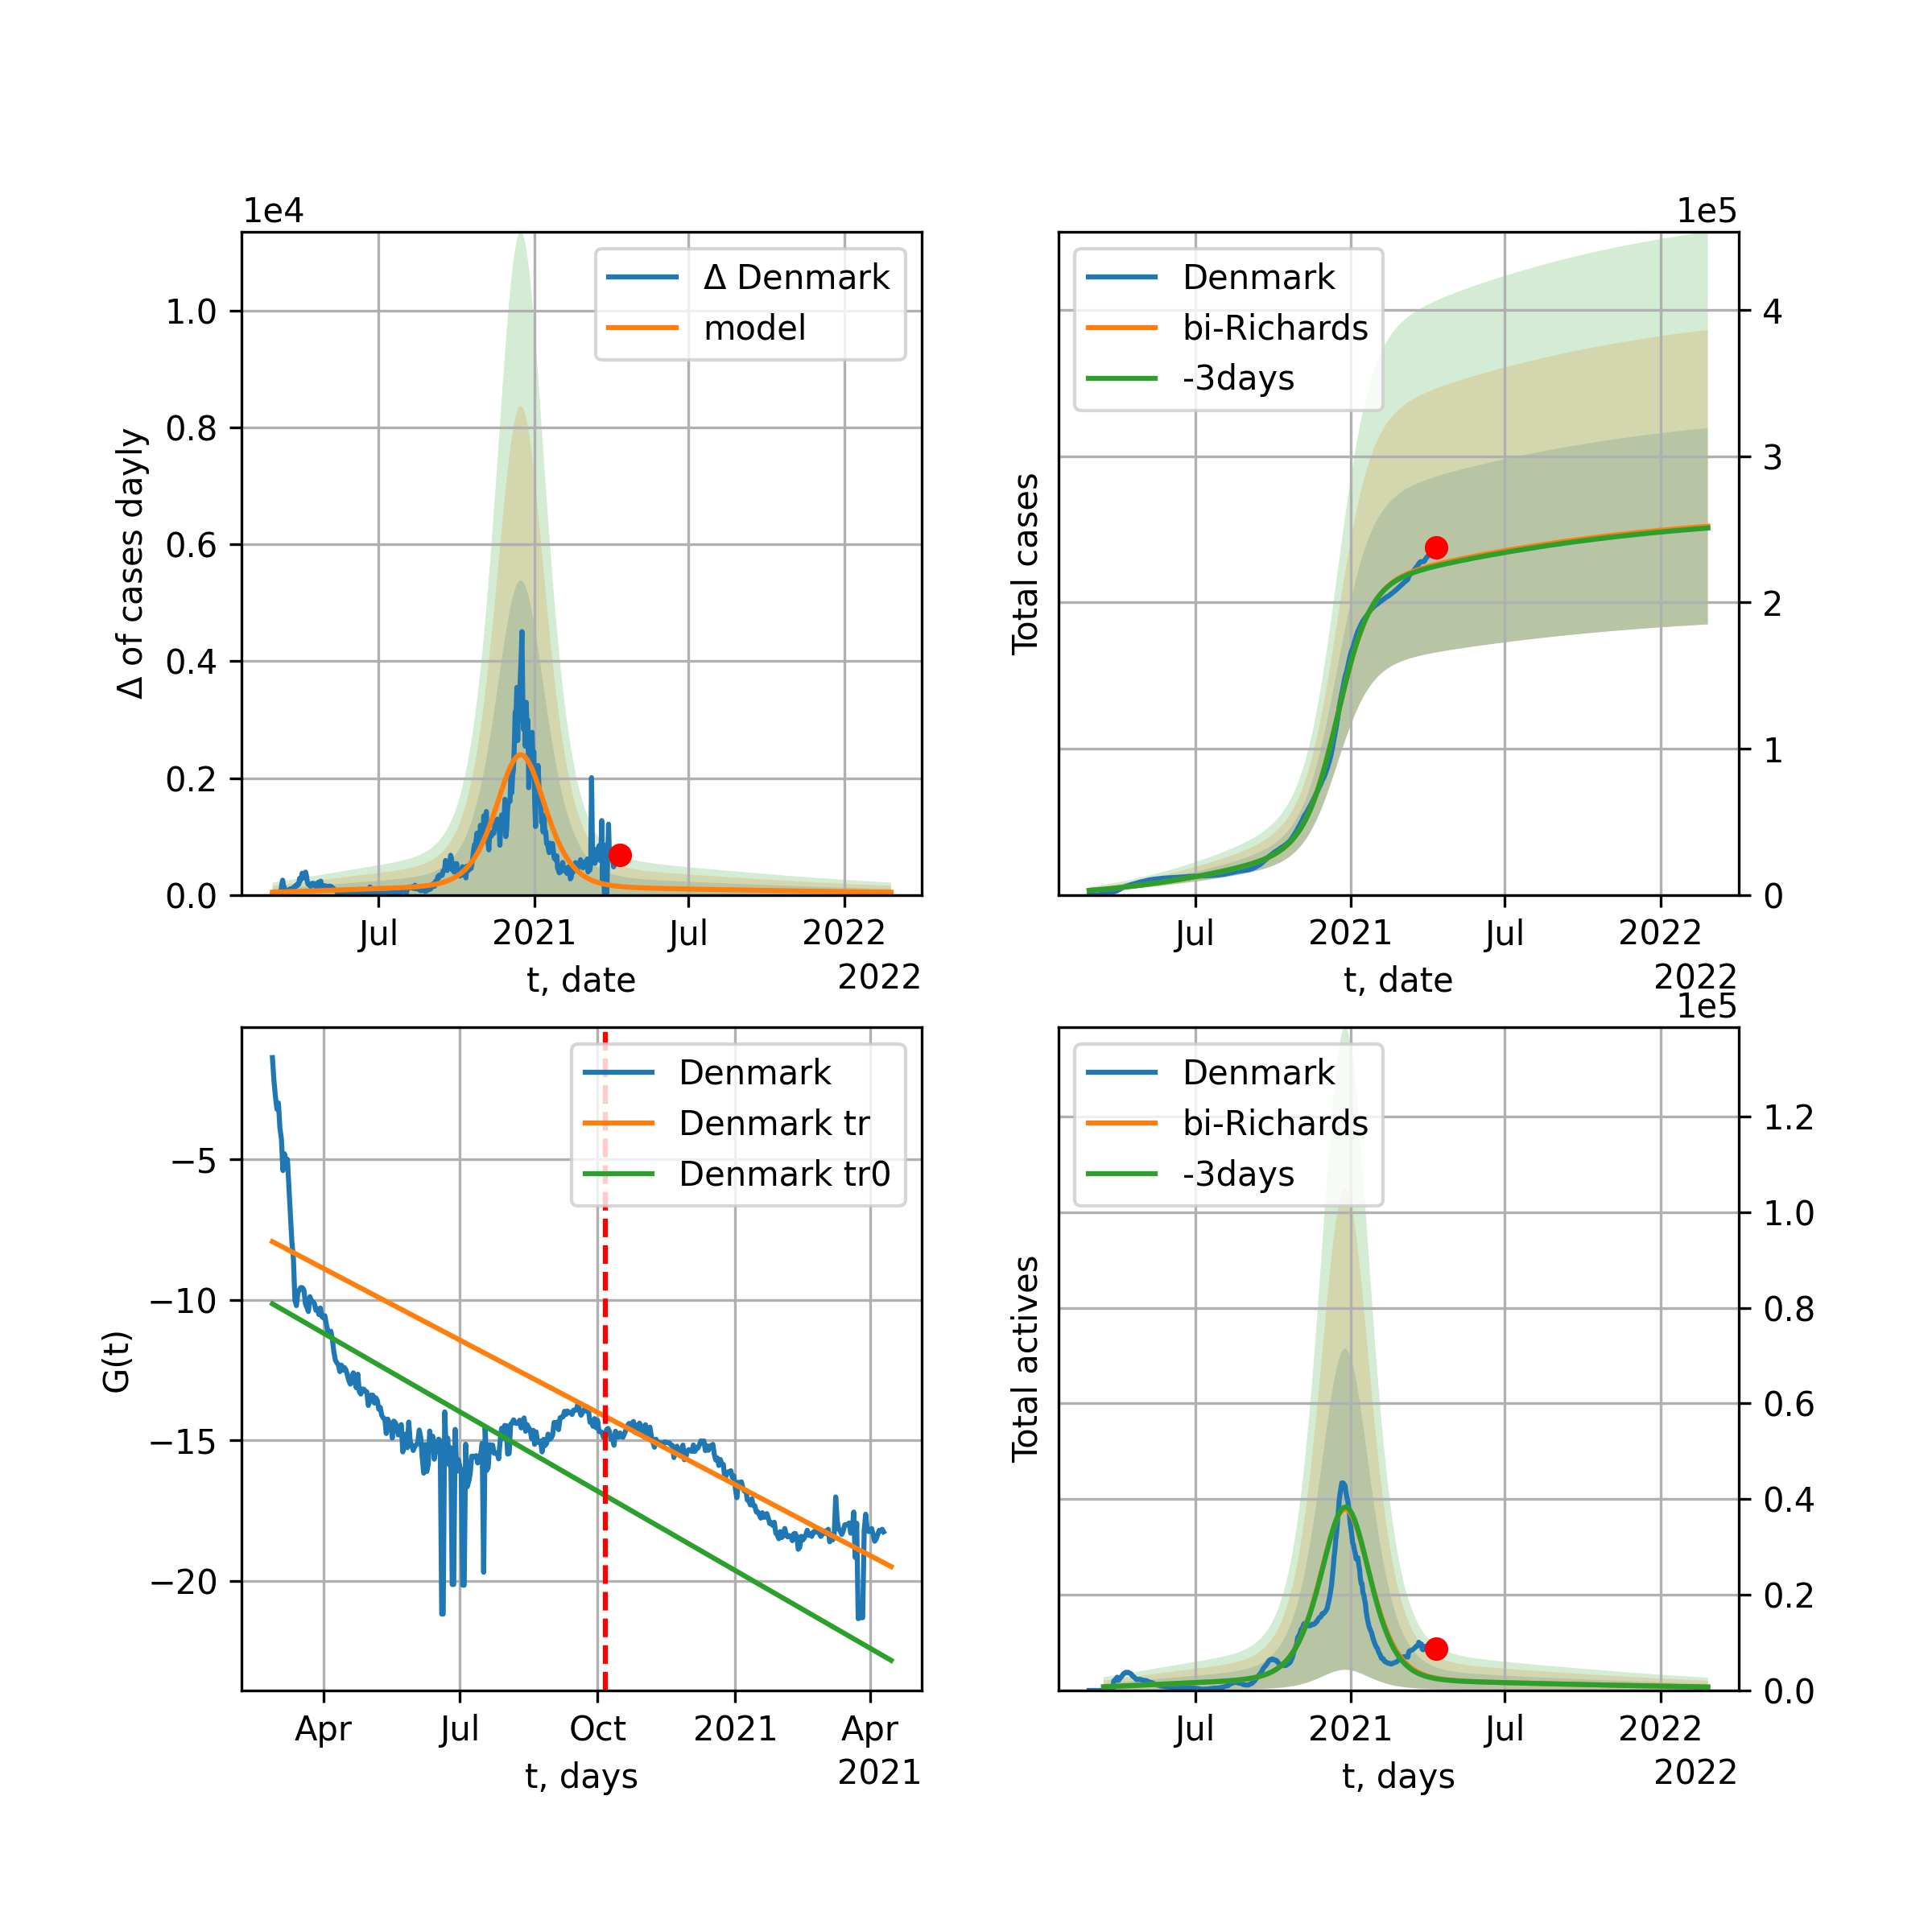 1e4
Δ of cases dayly
1.0
0.8
0.6
0.4
0.2
0.0
Δ Denmark
model
Jul
2021
Jul
2022
t, date
2022
1e5
Total cases
Denmark
bi-Richards
-3days
4
3
2
1
0
Jul
2021
Jul
2022
t, date
2022
G(t)
−5
−10
−15
−20
Denmark
Denmark tr
Denmark tr0
Apr
Jul
Oct
2021
Apr
t, days
2021
1e5
Total actives
Denmark
bi-Richards
-3days
1.2
1.0
0.8
0.6
0.4
0.2
0.0
Jul
2021
Jul
2022
t, days
2022